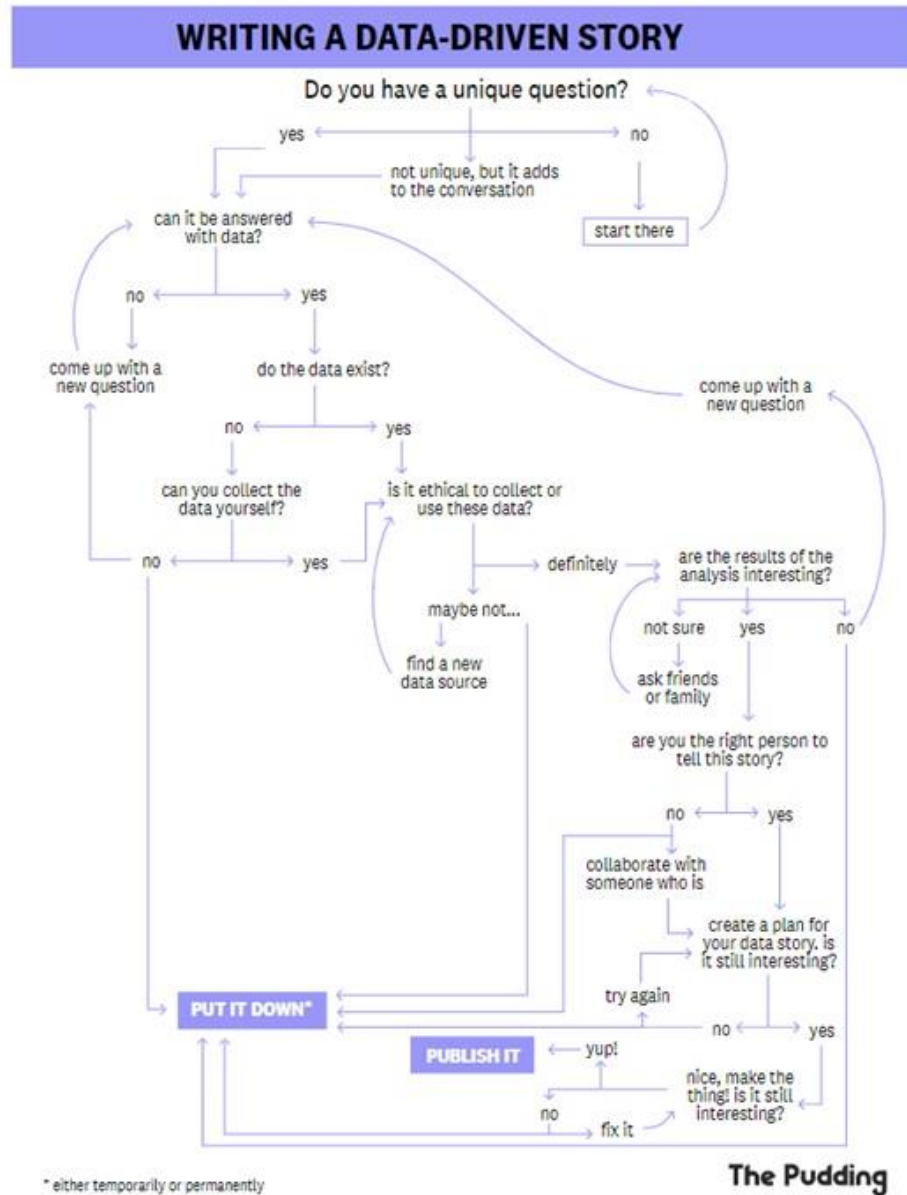 WRITING A DATA-DRIVEN STORY
Do you have a unique question?
yes
no
not unique, but it adds
to the conversation
start there
can it be answered
with data?
no
yes
come up with a
new question
do the data exist?
come up with a
new question
no
yes
can you collect the
data yourself?
is it ethical to collect or
use these data?
no
yes
definitely
are the results of the
analysis interesting?
maybe not...
not sure
yes
no
find a new
data source
ask friends
or family
are you the right person to
tell this story?
no
yes
collaborate with
someone who is
create a plan for
your data story. is
it still interesting?
try again
PUT IT DOWN*
no
yes
PUBLISH IT
yup!
nice, make the
thing! is it still
interesting?
no
fix it
* either temporarily or permanently
The Pudding